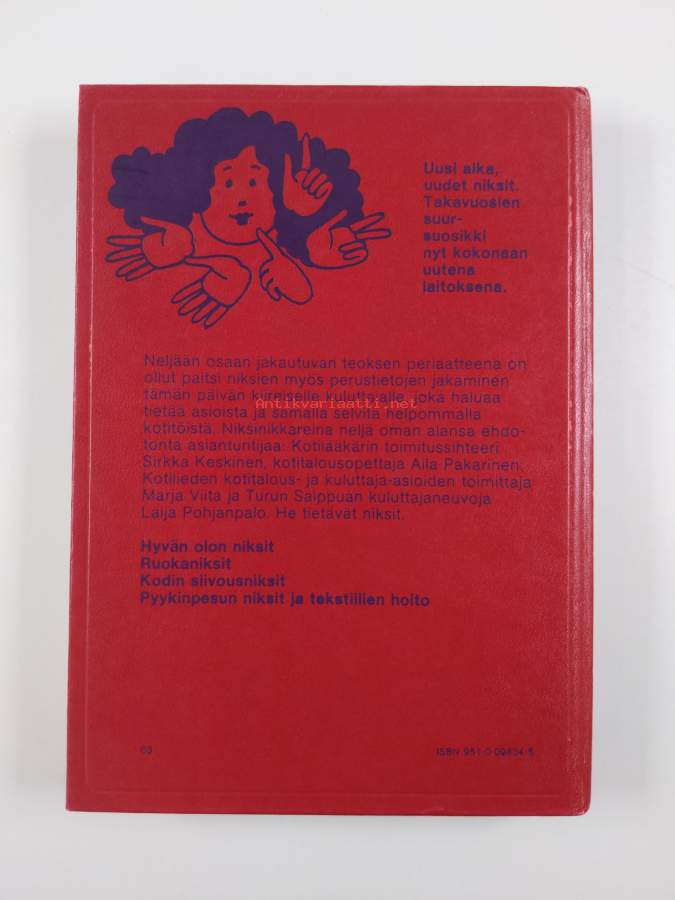 Uusi aika,
uudet niksit.
Takavuosien
suur-
suosikki
nyt kokonaan
uutena
laitoksena.
Neljään osaan jakautuvan teoksen periaatteena on
ollut paitsi niksien myös perustietojen jakaminen
tämän päivän kiireiselle kuluttajalle, joka haluaa
Antikvariaatti.net
tietää asioista ja samalla selvitä helpommalla
kotitöistä. Niksinikkareina neljä oman alansa ehdo-
tonta asiantuntijaa: Kotilääkärin toimitussihteeri
Sirkka Keskinen, kotitalousopettaja Aila Pakarinen,
Kotilieden kotitalous- ja kuluttaja-asioiden toimittaja
Marja Viita ja Turun Saippuan kuluttajaneuvoja
Laija Pohjanpalo. He tietävät niksit.
Hyvän olon niksit
Ruokaniksit
Kodin siivousniksit
Pyykinpesun niksit ja tekstiilien hoito
ISBN 951-0-09834-5